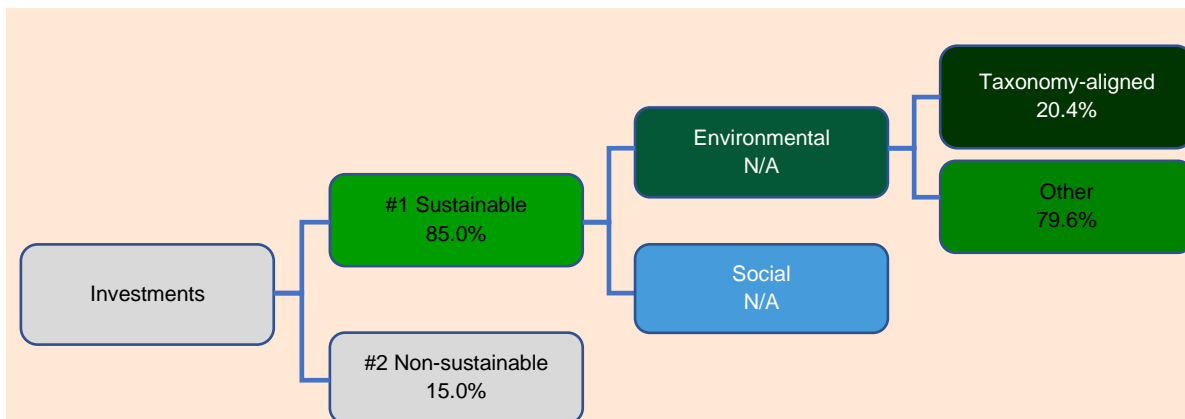 Taxonomy-aligned
20.4%
Environmental
N/A
Other
79.6%
#1 Sustainable
85.0%
Social
N/A
Investments
#2 Non-sustainable
15.0%